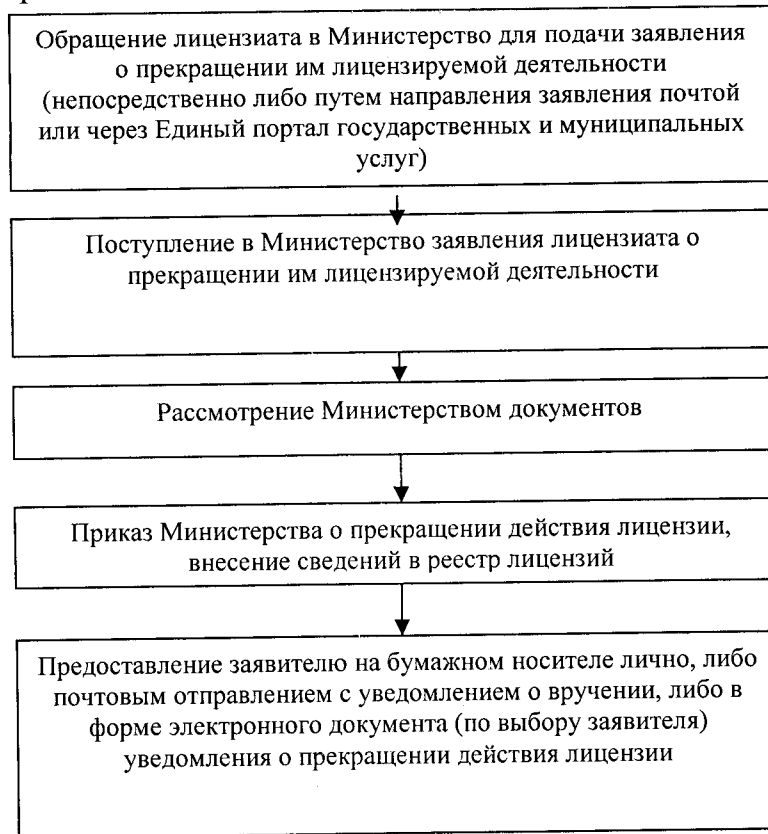 Обращение лицензиата в Министерство для подачи заявления
о прекращении им лицензируемой деятельности
(непосредственно либо путем направления заявления почтой
или через Единый портал государственных и муниципальных
услуг)
Поступление в Министерство заявления лицензиата о
прекращении им лицензируемой деятельности
Рассмотрение Министерством документов
Приказ Министерства о прекращении действия лицензии,
внесение сведений в реестр лицензий
Предоставление заявителю на бумажном носителе лично, либо
почтовым отправлением с уведомлением о вручении, либо в
форме электронного документа (по выбору заявителя)
уведомления о прекращении действия лицензии